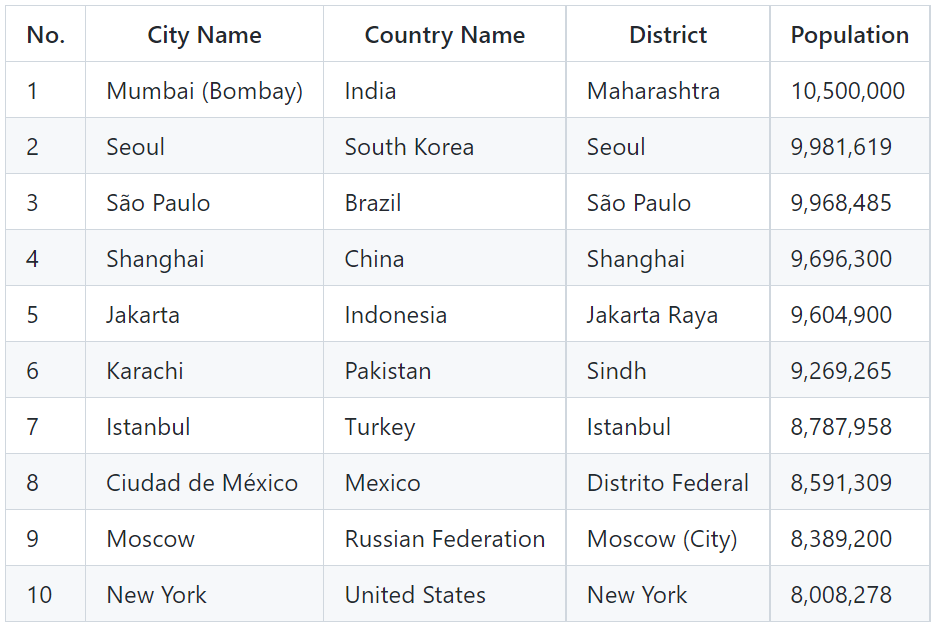 No. City Name Country Name District Population
1 Mumbai (Bombay) India Maharashtra 10,500,000
2 Seoul South Korea Seoul 9,981,619
3 São Paulo Brazil São Paulo 9,968,485
4 Shanghai China Shanghai 9,696,300
5 Jakarta Indonesia Jakarta Raya 9,604,900
6 Karachi Pakistan Sindh 9,269,265
7 Istanbul Turkey Istanbul 8,787,958
8 Ciudad de México Mexico Distrito Federal 8,591,309
9 Moscow Russian Federation Moscow (City) 8,389,200
10 New York United States New York 8,008,278